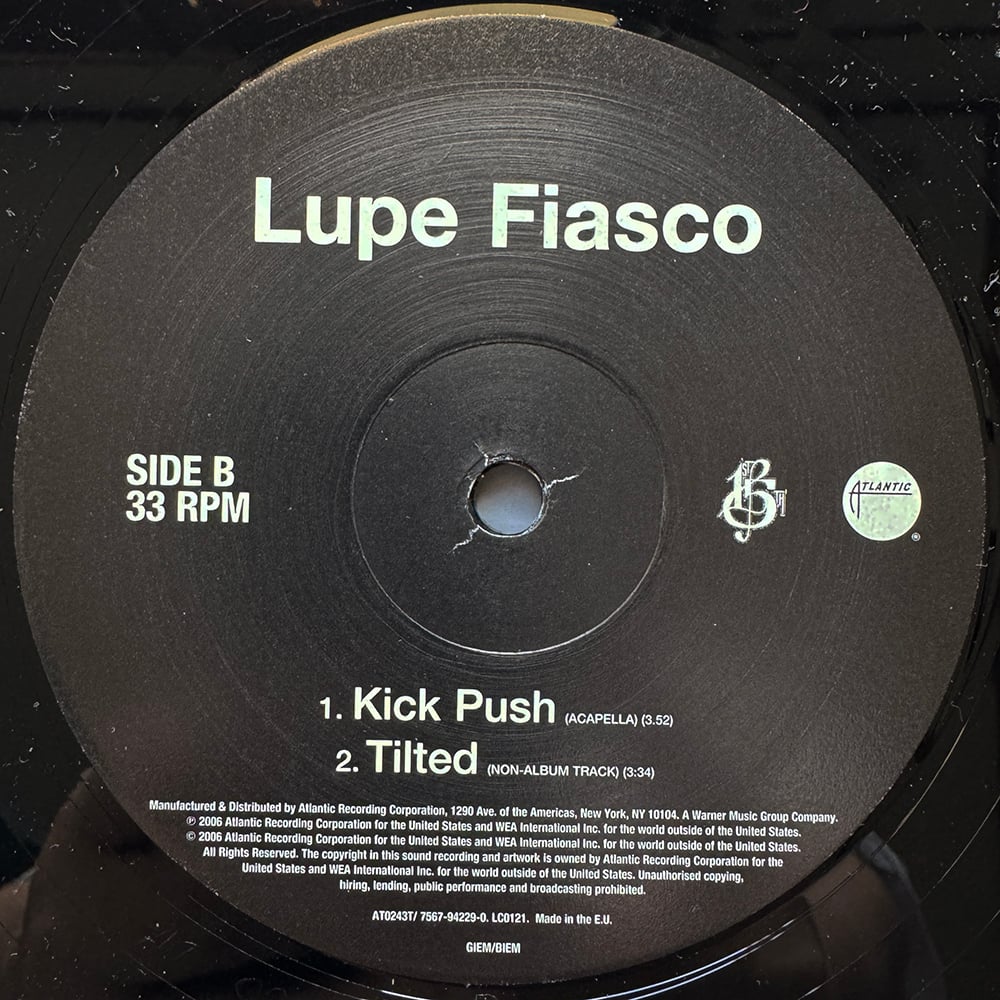 Lupe Fiasco
SIDE B
33 RPM
1ST & 15TH
ATLANTIC
®
1. Kick Push (ACAPELLA) (3.52)
2. Tilted (NON-ALBUM TRACK) (3:34)
Manufactured & Distributed by Atlantic Recording Corporation, 1290 Ave. of the Americas, New York, NY 10104. A Warner Music Group Company.
℗ 2006 Atlantic Recording Corporation for the United States and WEA International Inc. for the world outside of the United States.
© 2006 Atlantic Recording Corporation for the United States and WEA International Inc. for the world outside of the United States.
All Rights Reserved. The copyright in this sound recording and artwork is owned by Atlantic Recording Corporation for the
United States and WEA International Inc. for the world outside of the United States. Unauthorised copying,
hiring, lending, public performance and broadcasting prohibited.
AT0243T/ 7567-94229-0. LC0121. Made in the E.U.
GIEM/BIEM